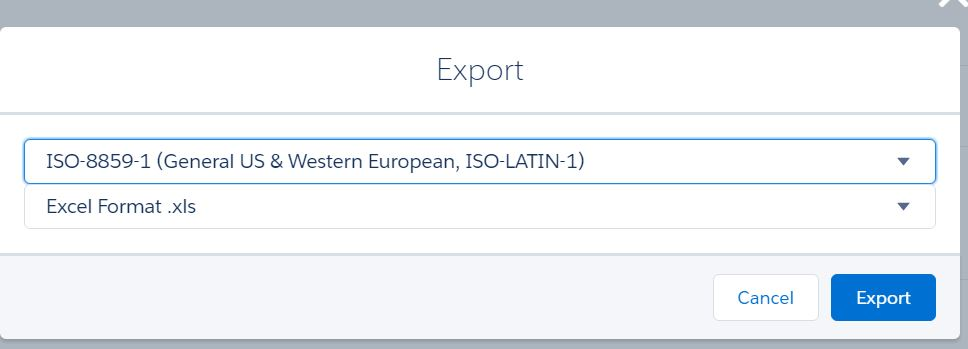 Export
ISO-8859-1 (General US & Western European, ISO-LATIN-1)
Excel Format .xls
Cancel
Export